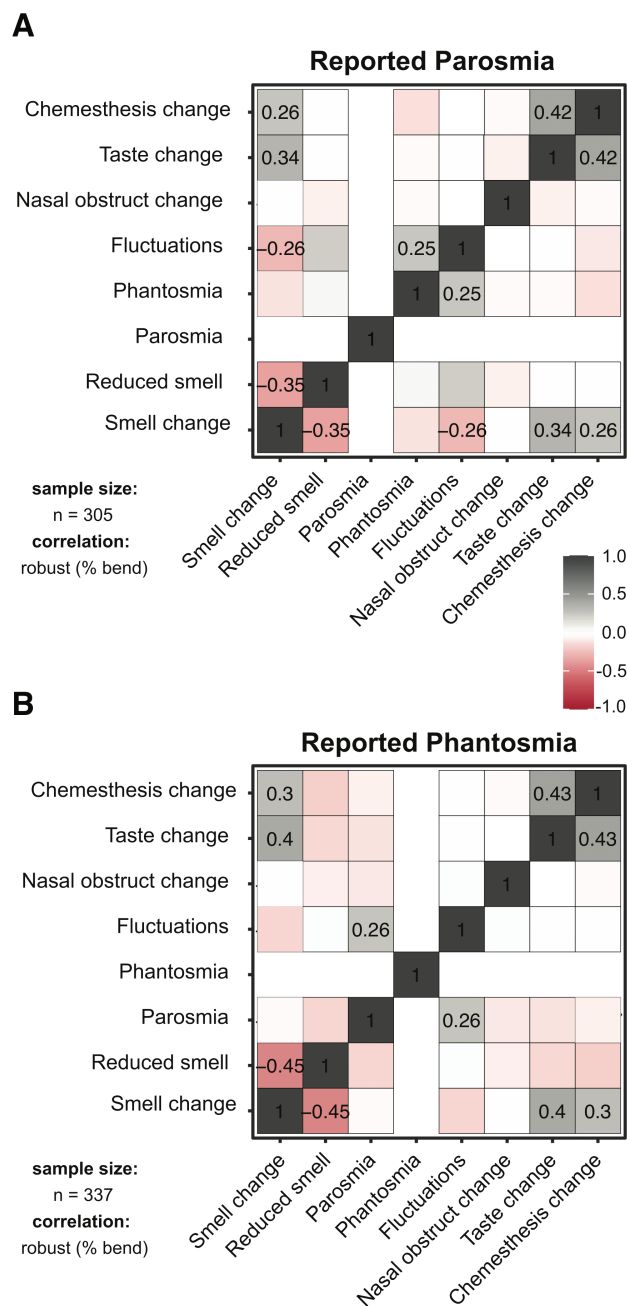 A
Reported Parosmia
Chemesthesis change 0.26 0.42 1
Taste change 0.34 1 0.42
Nasal obstruct change 1
Fluctuations −0.26 0.25 1
Phantosmia 1 0.25
Parosmia 1
Reduced smell −0.35 1
Smell change 1 −0.35 −0.26 0.34 0.26
Smell change Reduced smell Parosmia Phantosmia Fluctuations Nasal obstruct change Taste change Chemesthesis change
sample size:
n = 305
correlation:
robust (% bend)
1.0
0.5
0.0
-0.5
-1.0
B
Reported Phantosmia
Chemesthesis change 0.3 0.43 1
Taste change 0.4 1 0.43
Nasal obstruct change 1
Fluctuations 0.26 1
Phantosmia 1
Parosmia 1 0.26
Reduced smell −0.45 1
Smell change 1 −0.45 0.4 0.3
Smell change Reduced smell Parosmia Phantosmia Fluctuations Nasal obstruct change Taste change Chemesthesis change
sample size:
n = 337
correlation:
robust (% bend)